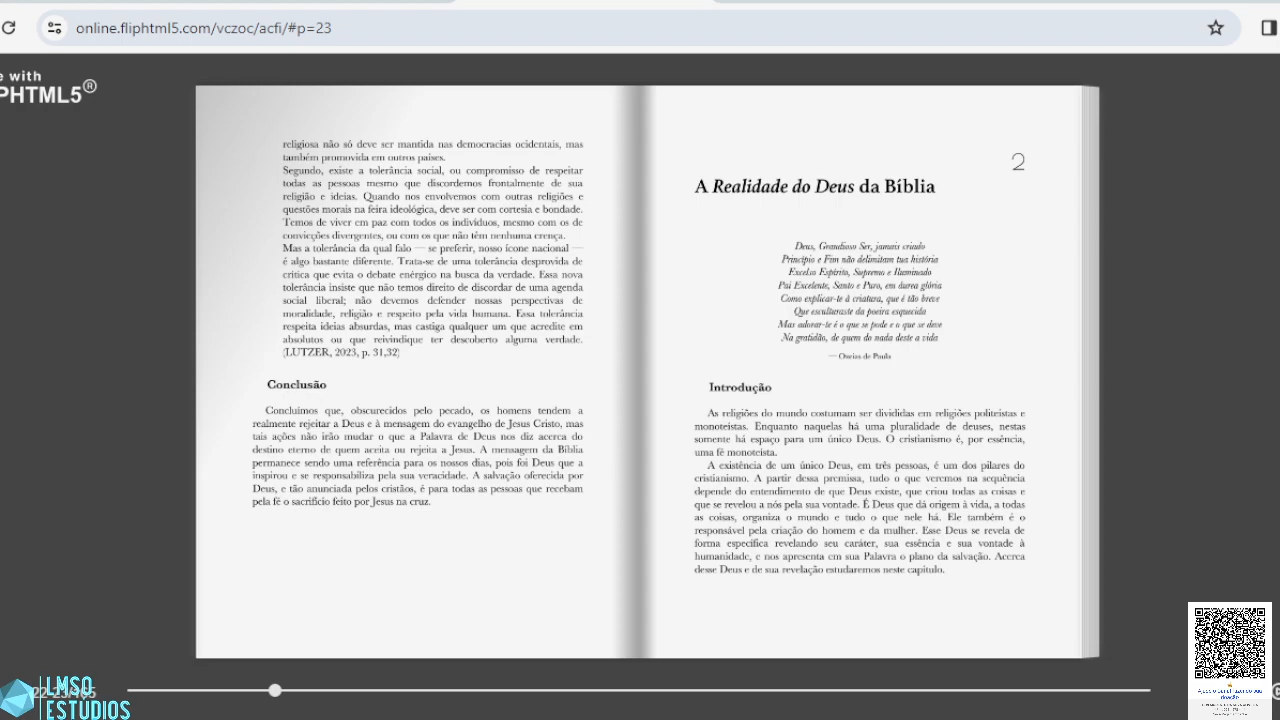 online.fliphtml5.com/vczoc/acfi/#p=23
e with
PHTML5®
religiosa não só deve ser mantida nas democracias ocidentais, mas
também promovida em outros países.
Segundo, existe a tolerância social, ou compromisso de respeitar
todas as pessoas mesmo que discordemos frontalmente de sua
religião e ideias. Quando nos envolvemos com outras religiões e
questões morais na feira ideológica, deve ser com cortesia e bondade.
Temos de viver em paz com todos os indivíduos, mesmo com os de
convicções divergentes, ou com os que não têm nenhuma crença.
Mas a tolerância da qual falo — se preferir, nosso ícone nacional —
é algo bastante diferente. Trata-se de uma tolerância desprovida de
crítica que evita o debate enérgico na busca da verdade. Essa nova
tolerância insiste que não temos direito de discordar de uma agenda
social liberal; não devemos defender nossas perspectivas de
moralidade, religião e respeito pela vida humana. Essa tolerância
respeita ideias absurdas, mas castiga qualquer um que acredite em
absolutos ou que reivindique ter descoberto alguma verdade.
(LUTZER, 2023, p. 31,32)
Conclusão
Concluímos que, obscurecidos pelo pecado, os homens tendem a
realmente rejeitar a Deus e à mensagem do evangelho de Jesus Cristo, mas
tais ações não irão mudar o que a Palavra de Deus nos diz acerca do
destino eterno de quem aceita ou rejeita a Jesus. A mensagem da Bíblia
permanece sendo uma referência para os nossos dias, pois foi Deus que a
inspirou e se responsabiliza pela sua veracidade. A salvação oferecida por
Deus, e tão anunciada pelos cristãos, é para todas as pessoas que recebam
pela fé o sacrifício feito por Jesus na cruz.
2
A Realidade do Deus da Bíblia
Deus, Grandioso Ser, jamais criado
Princípio e Fim não delimitam tua história
Excelso Espírito, Supremo e Iluminado
Pai Excelente, Santo e Puro, em áurea glória
Como explicar-te à criatura, que é tão breve
Que esculturaste da poeira esquecida
Mas adorar-te é o que se pode e o que se deve
Na gratidão, de quem do nada deste a vida
— Oseias de Paula
Introdução
As religiões do mundo costumam ser divididas em religiões politeístas e
monoteístas. Enquanto naquelas há uma pluralidade de deuses, nestas
somente há espaço para um único Deus. O cristianismo é, por essência,
uma fé monoteísta.
A existência de um único Deus, em três pessoas, é um dos pilares do
cristianismo. A partir dessa premissa, tudo o que veremos na sequência
depende do entendimento de que Deus existe, que criou todas as coisas e
que se revelou a nós pela sua vontade. É Deus que dá origem à vida, a todas
as coisas, organiza o mundo e tudo o que nele há. Ele também é o
responsável pela criação do homem e da mulher. Esse Deus se revela de
forma específica revelando seu caráter, sua essência e sua vontade à
humanidade, e nos apresenta em sua Palavra o plano da salvação. Acerca
desse Deus e de sua revelação estudaremos neste capítulo.
LMSQ
ESTUDIOS